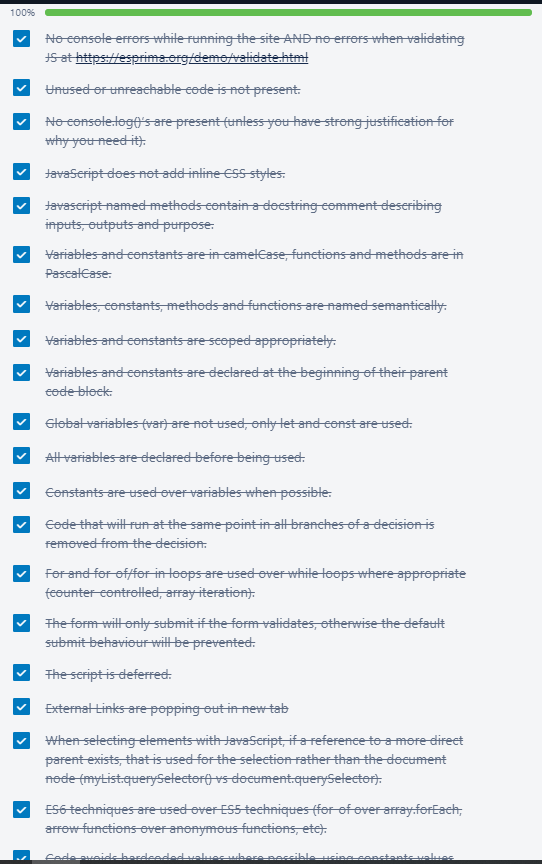 100%
No console errors while running the site AND no errors when validating
JS at https://esprima.org/demo/validate.html
Unused or unreachable code is not present.
No console.log()'s are present (unless you have strong justification for
why you need it).
JavaScript does not add inline CSS styles.
Javascript named methods contain a docstring comment describing
inputs, outputs and purpose.
Variables and constants are in camelCase, functions and methods are in
PascalCase.
Variables, constants, methods and functions are named semantically.
Variables and constants are scoped appropriately.
Variables and constants are declared at the beginning of their parent
code block.
Global variables (var) are not used, only let and const are used.
All variables are declared before being used.
Constants are used over variables when possible.
Code that will run at the same point in all branches of a decision is
removed from the decision.
For and for-of/for-in loops are used over while loops where appropriate
(counter-controlled, array iteration).
The form will only submit if the form validates, otherwise the default
submit behaviour will be prevented.
The script is deferred.
External Links are popping out in new tab
When selecting elements with JavaScript, if a reference to a more direct
parent exists, that is used for the selection rather than the document
node (myList.querySelector() vs document.querySelector).
ES6 techniques are used over ES5 techniques (for-of over array.forEach,
arrow functions over anonymous functions, etc).
Code avoids hardcoded values where possible, using constants values